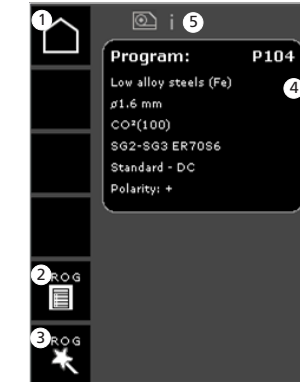 1
i 5
Program: P104
4
Low alloy steels (Fe)
ø1.6 mm
CO²(100)
SG2-SG3 ER70S6
Standard - DC
Polarity: +
2
ROG
3
ROG